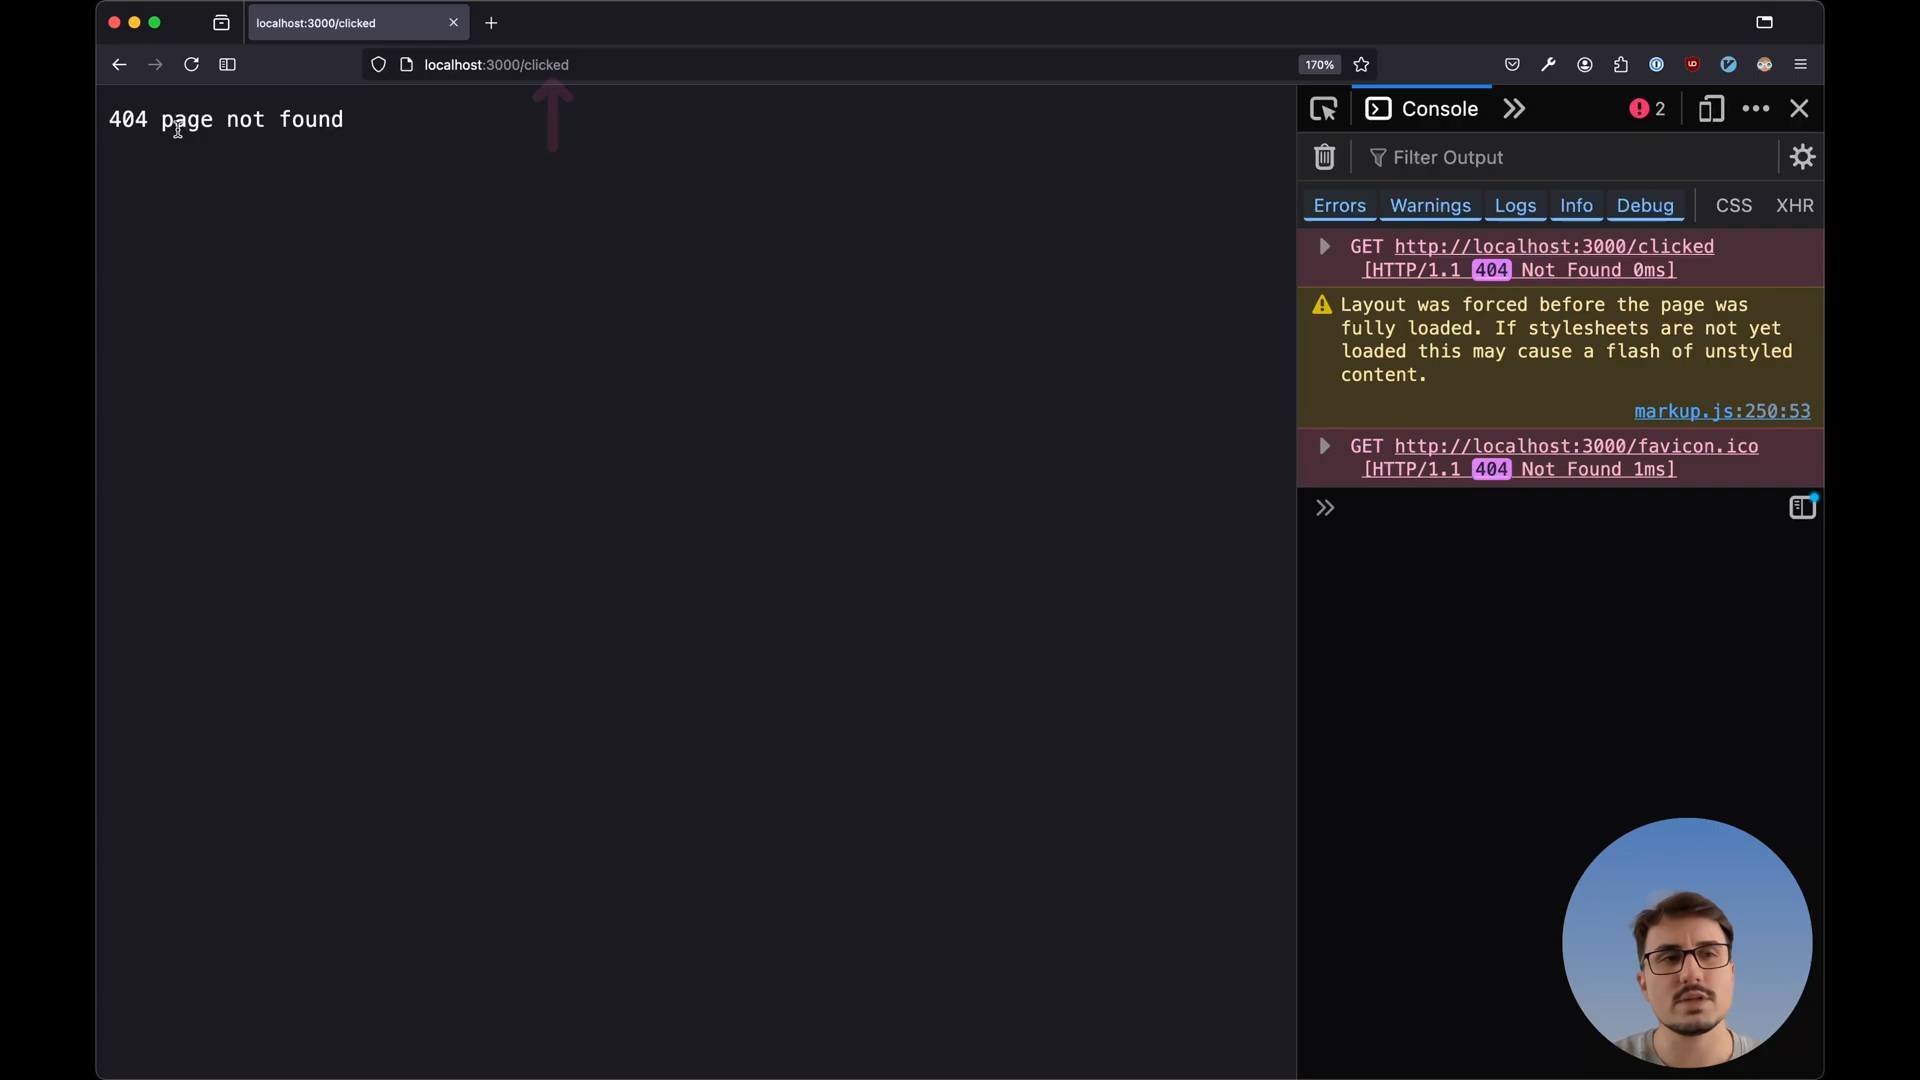 localhost:3000/clicked
localhost:3000/clicked
170%
404 page not found
Console
2
Filter Output
Errors Warnings Logs Info Debug CSS XHR
GET http://localhost:3000/clicked
[HTTP/1.1 404 Not Found 0ms]
Layout was forced before the page was
fully loaded. If stylesheets are not yet
loaded this may cause a flash of unstyled
content.
markup.js:250:53
GET http://localhost:3000/favicon.ico
[HTTP/1.1 404 Not Found 1ms]